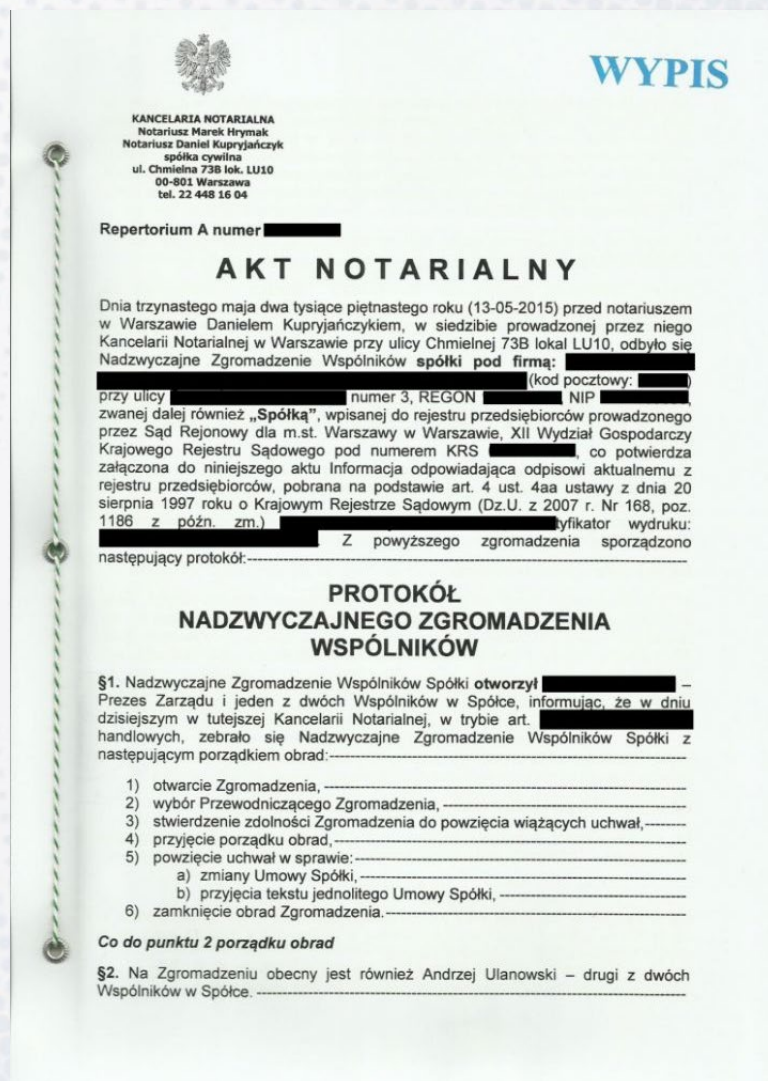 WYPIS
KANCELARIA NOTARIALNA
Notariusz Marek Hrymak
Notariusz Daniel Kupryjańczyk
spółka cywilna
ul. Chmielna 73B lok. LU10
00-801 Warszawa
tel. 22 448 16 04
Repertorium A numer
AKT NOTARIALNY
Dnia trzynastego maja dwa tysiące piętnastego roku (13-05-2015) przed notariuszem
w Warszawie Danielem Kupryjańczykiem, w siedzibie prowadzonej przez niego
Kancelarii Notarialnej w Warszawie przy ulicy Chmielnej 73B lokal LU10, odbyło się
Nadzwyczajne Zgromadzenie Wspólników spółki pod firmą:
(kod pocztowy: )
przy ulicy numer 3, REGON NIP ,
zwanej dalej również „Spółką", wpisanej do rejestru przedsiębiorców prowadzonego
przez Sąd Rejonowy dla m.st. Warszawy w Warszawie, XII Wydział Gospodarczy
Krajowego Rejestru Sądowego pod numerem KRS , co potwierdza
załączona do niniejszego aktu Informacja odpowiadająca odpisowi aktualnemu z
rejestru przedsiębiorców, pobrana na podstawie art. 4 ust. 4aa ustawy z dnia 20
sierpnia 1997 roku o Krajowym Rejestrze Sądowym (Dz.U. z 2007 r. Nr 168, poz.
1186 z późn. zm.) tyfikator wydruku:
. Z powyższego zgromadzenia sporządzono
następujący protokół:
PROTOKÓŁ
NADZWYCZAJNEGO ZGROMADZENIA
WSPÓLNIKÓW
§1. Nadzwyczajne Zgromadzenie Wspólników Spółki otworzył –
Prezes Zarządu i jeden z dwóch Wspólników w Spółce, informując, że w dniu
dzisiejszym w tutejszej Kancelarii Notarialnej, w trybie art.
handlowych, zebrało się Nadzwyczajne Zgromadzenie Wspólników Spółki z
następującym porządkiem obrad:
1) otwarcie Zgromadzenia,
2) wybór Przewodniczącego Zgromadzenia,
3) stwierdzenie zdolności Zgromadzenia do powzięcia wiążących uchwał,
4) przyjęcie porządku obrad,
5) powzięcie uchwał w sprawie:
a) zmiany Umowy Spółki,
b) przyjęcia tekstu jednolitego Umowy Spółki,
6) zamknięcie obrad Zgromadzenia.
Co do punktu 2 porządku obrad
§2. Na Zgromadzeniu obecny jest również Andrzej Ulanowski – drugi z dwóch
Wspólników w Spółce.